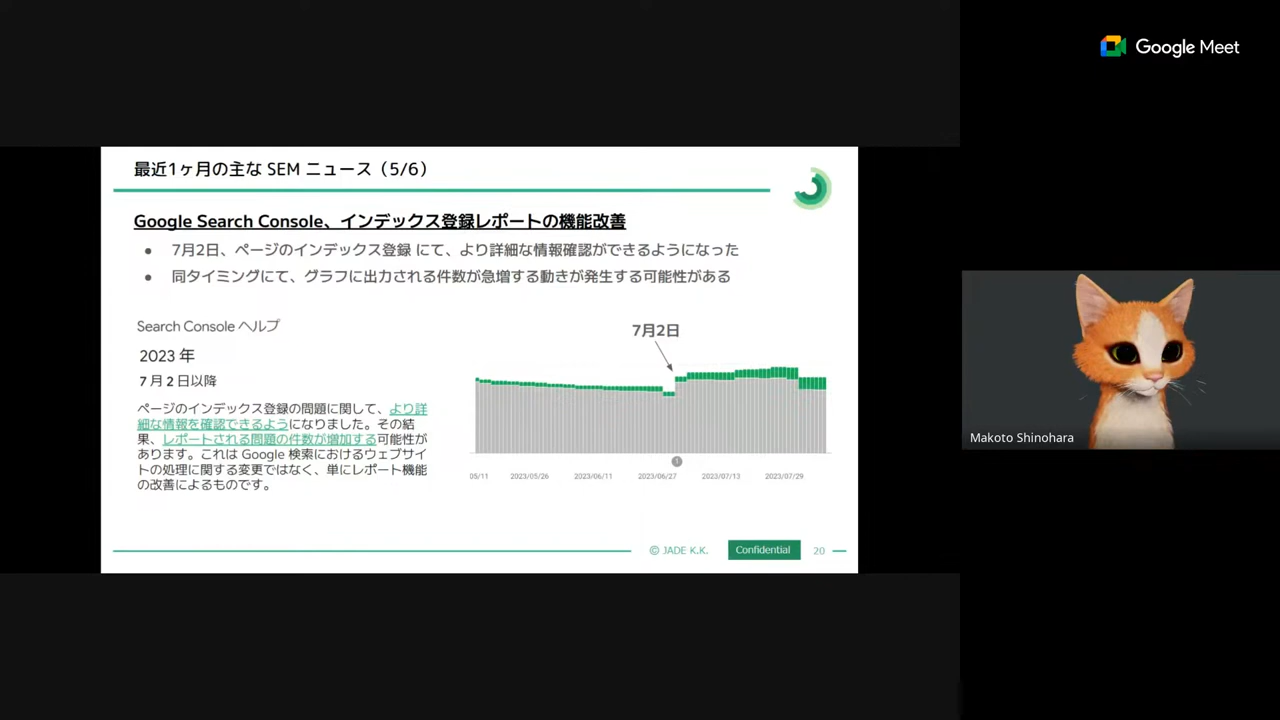 Google Meet
最近1ヶ月の主な SEM ニュース（5/6）
Google Search Console、インデックス登録レポートの機能改善
● 7月2日、ページのインデックス登録 にて、より詳細な情報確認ができるようになった
● 同タイミングにて、グラフに出力される件数が急増する動きが発生する可能性がある
Search Console ヘルプ
2023 年
7 月 2 日以降
ページのインデックス登録の問題に関して、より詳
細な情報を確認できるようになりました。その結
果、レポートされる問題の件数が増加する可能性が
あります。これは Google 検索におけるウェブサイ
トの処理に関する変更ではなく、単にレポート機能
の改善によるものです。
7月2日
1
05/11 2023/05/26 2023/06/11 2023/06/27 2023/07/13 2023/07/29
© JADE K.K. Confidential 20
Makoto Shinohara